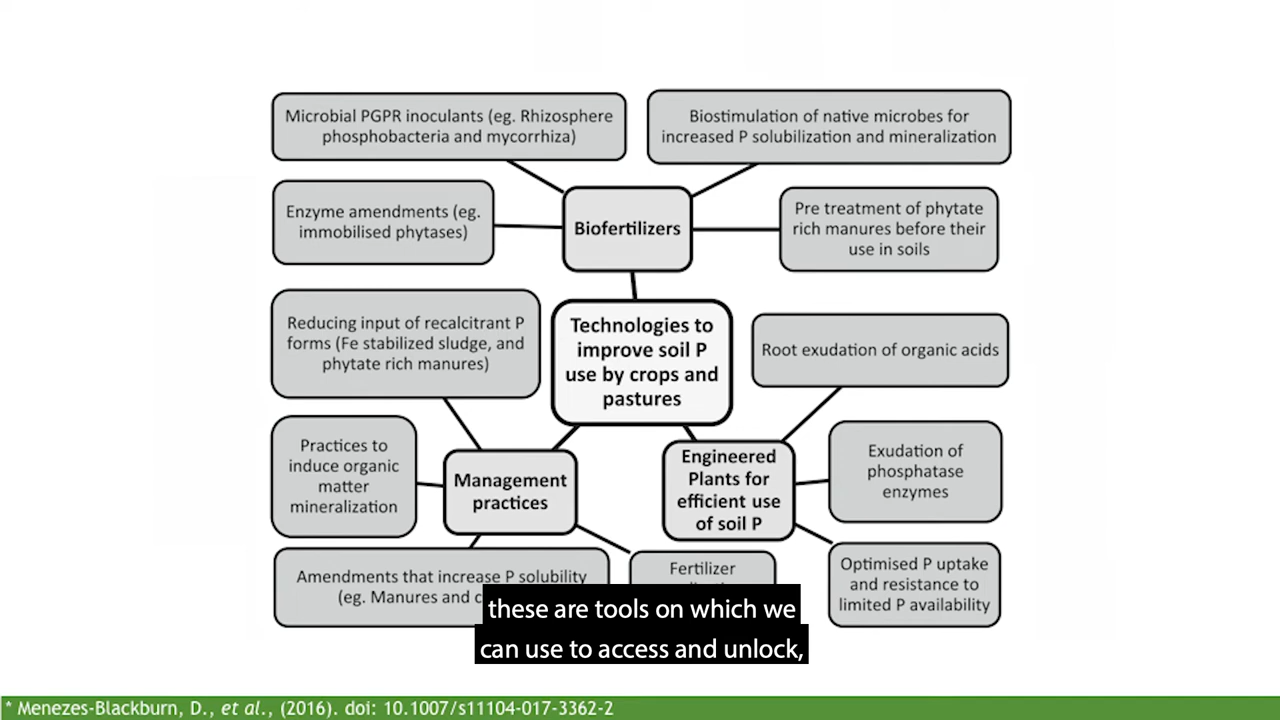 Microbial PGPR inoculants (eg. Rhizosphere
phosphobacteria and mycorrhiza)
Biostimulation of native microbes for
increased P solubilization and mineralization
Enzyme amendments (eg.
immobilised phytases)
Biofertilizers
Pre treatment of phytate
rich manures before their
use in soils
Reducing input of recalcitrant P
forms (Fe stabilized sludge, and
phytate rich manures)
Technologies to
improve soil P
use by crops and
pastures
Root exudation of organic acids
Practices to
induce organic
matter
mineralization
Management
practices
Engineered
Plants for
efficient use
of soil P
Exudation of
phosphatase
enzymes
Amendments that increase P solubility
(eg. Manures and
Fertilizer
Optimised P uptake
and resistance to
limited P availability
these are tools on which we
can use to access and unlock,
* Menezes-Blackburn, D., et al., (2016). doi: 10.1007/s11104-017-3362-2